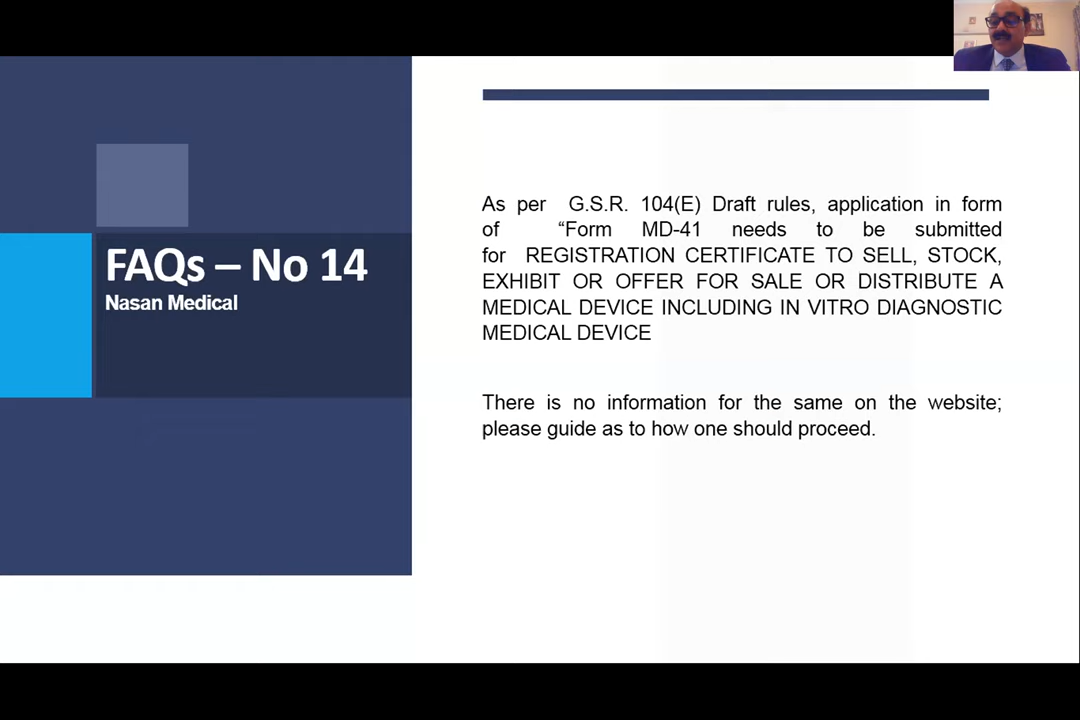 FAQs – No 14
Nasan Medical
As per G.S.R. 104(E) Draft rules, application in form
of “Form MD-41 needs to be submitted
for REGISTRATION CERTIFICATE TO SELL, STOCK,
EXHIBIT OR OFFER FOR SALE OR DISTRIBUTE A
MEDICAL DEVICE INCLUDING IN VITRO DIAGNOSTIC
MEDICAL DEVICE
There is no information for the same on the website;
please guide as to how one should proceed.